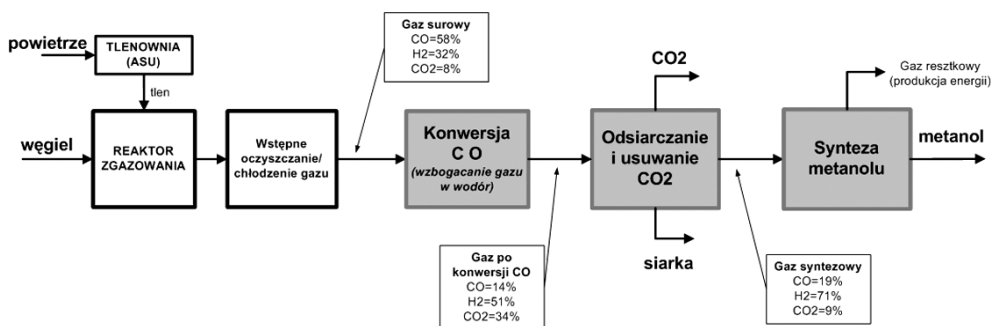 powietrze
TLENOWNIA
(ASU)
tlen
węgiel
REAKTOR
ZGAZOWANIA
Wstępne
oczyszczanie/
chłodzenie gazu
Gaz surowy
CO=58%
H2=32%
CO2=8%
Konwersja
C O
(wzbogacanie gazu
w wodór)
Gaz po
konwersji CO
CO=14%
H2=51%
CO2=34%
CO2
Odsiarczanie
i usuwanie
CO2
siarka
Gaz syntezowy
CO=19%
H2=71%
CO2=9%
Synteza
metanolu
Gaz resztkowy
(produkcja energii)
metanol